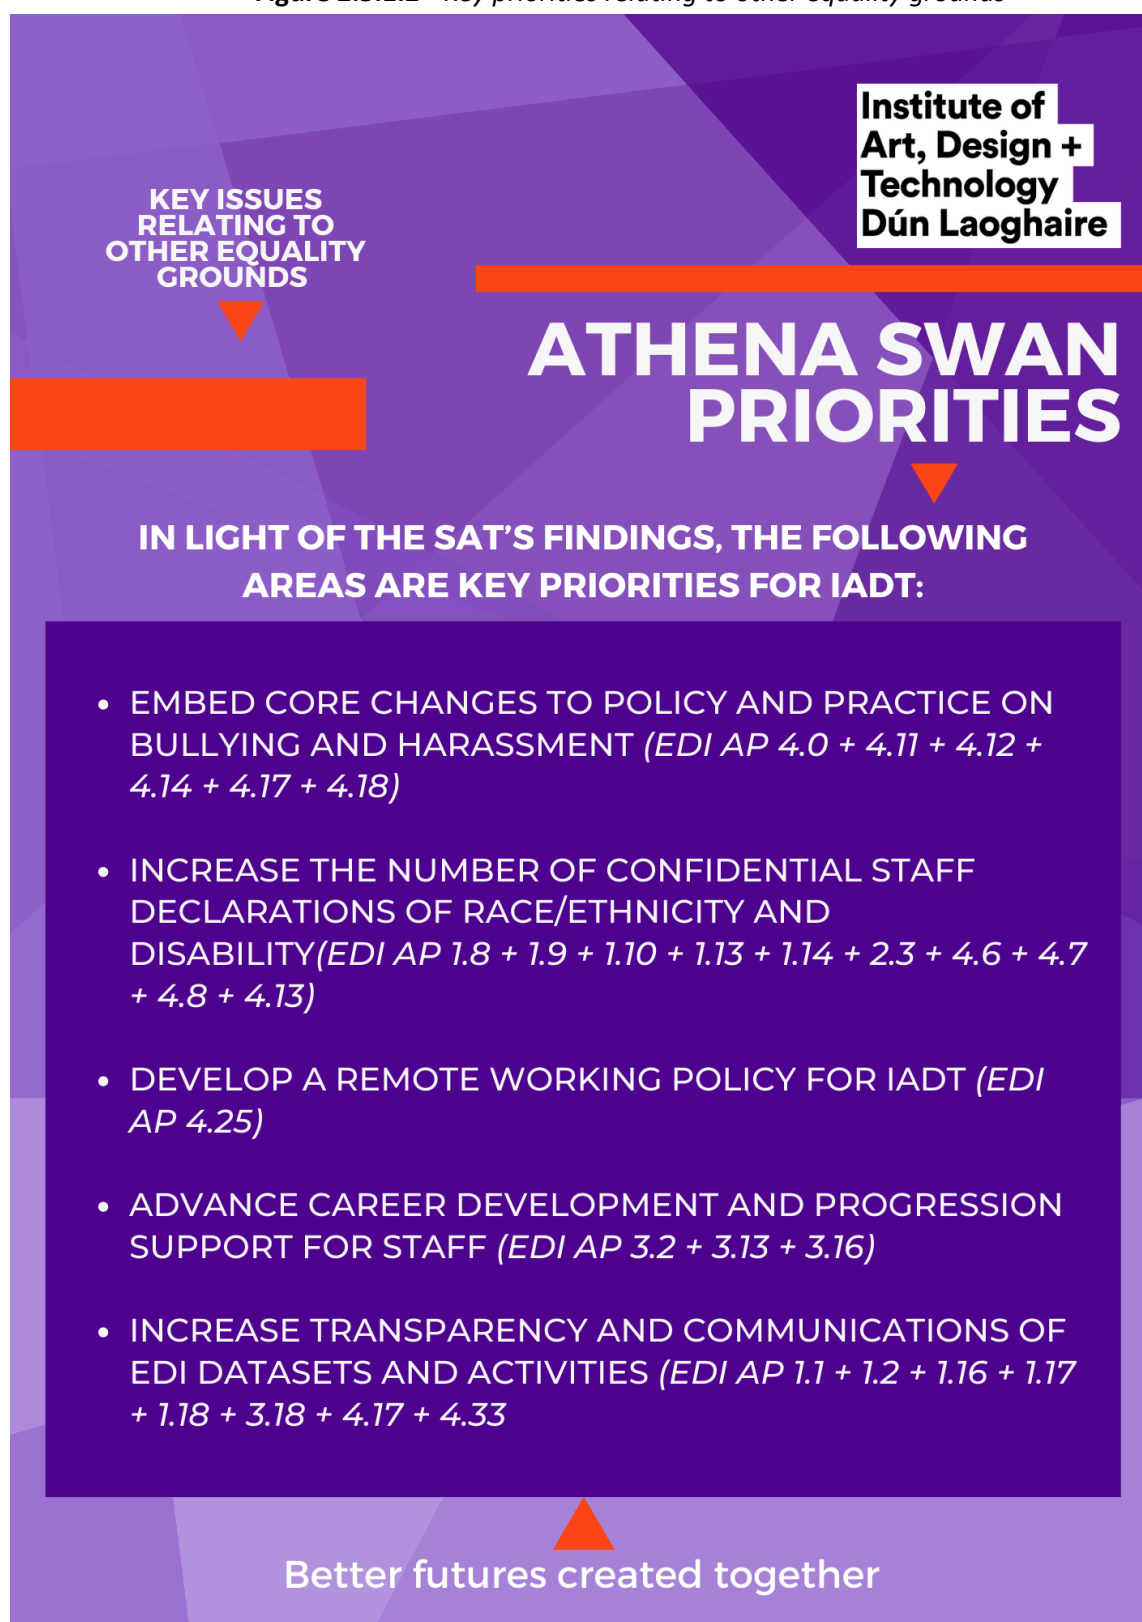 Key priorities relating to other equality grounds
KEY ISSUES
RELATING TO
OTHER EQUALITY
GROUNDS
Institute of
Art, Design +
Technology
Dún Laoghaire
ATHENA SWAN
PRIORITIES
IN LIGHT OF THE SAT'S FINDINGS, THE FOLLOWING
AREAS ARE KEY PRIORITIES FOR IADT:
• EMBED CORE CHANGES TO POLICY AND PRACTICE ON
BULLYING AND HARASSMENT (EDI AP 4.0 + 4.11 + 4.12 +
4.14 + 4.17 + 4.18)
• INCREASE THE NUMBER OF CONFIDENTIAL STAFF
DECLARATIONS OF RACE/ETHNICITY AND
DISABILITY(EDI AP 1.8 + 1.9 + 1.10 + 1.13 + 1.14 + 2.3 + 4.6 + 4.7
+ 4.8 + 4.13)
• DEVELOP A REMOTE WORKING POLICY FOR IADT (EDI
AP 4.25)
• ADVANCE CAREER DEVELOPMENT AND PROGRESSION
SUPPORT FOR STAFF (EDI AP 3.2 + 3.13 + 3.16)
• INCREASE TRANSPARENCY AND COMMUNICATIONS OF
EDI DATASETS AND ACTIVITIES (EDI AP 1.1 + 1.2 + 1.16 + 1.17
+ 1.18 + 3.18 + 4.17 + 4.33
Better futures created together